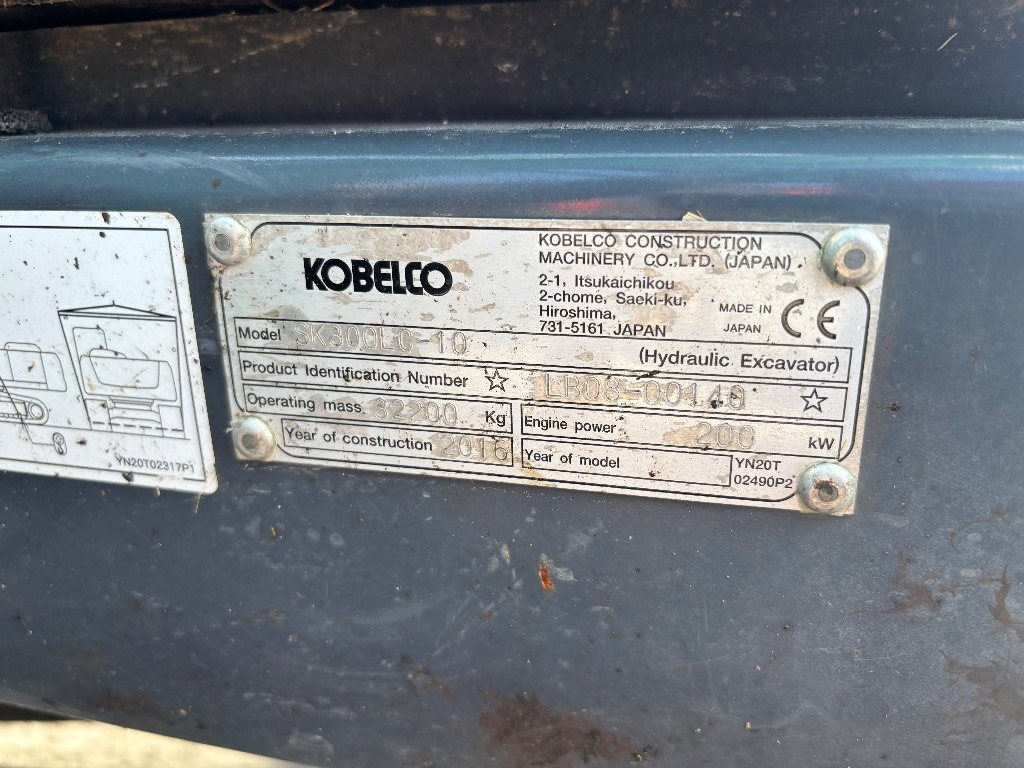 KOBELCO
KOBELCO CONSTRUCTION
MACHINERY CO.,LTD. (JAPAN)
2-1, Itsukaichikou
2-chome, Saeki-ku,
Hiroshima,
731-5161 JAPAN
MADE IN
JAPAN
CE
Model SK300LC-10 (Hydraulic Excavator)
Product Identification Number ☆ LB08-00140 ☆
Operating mass. 32200 Kg
Engine power 200 kW
Year of construction 2016
Year of model
YN20T
02490P2
YN20T02317P1